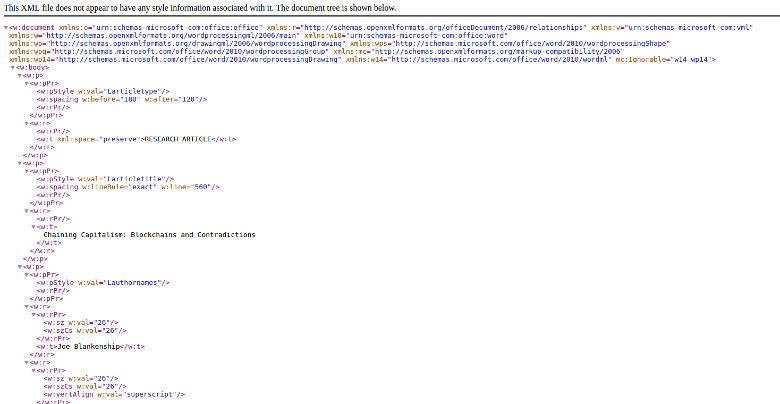 This XML file does not appear to have any style information associated with it. The document tree is shown below.
▼<w:document xmlns:o="urn:schemas-microsoft-com:office:office" xmlns:r="http://schemas.openxmlformats.org/officeDocument/2006/relationships" xmlns:v="urn:schemas-microsoft-com:vml"
xmlns:w="http://schemas.openxmlformats.org/wordprocessingml/2006/main" xmlns:w10="urn:schemas-microsoft-com:office:word"
xmlns:wp="http://schemas.openxmlformats.org/drawingml/2006/wordprocessingDrawing" xmlns:wps="http://schemas.microsoft.com/office/word/2010/wordprocessingShape"
xmlns:wpg="http://schemas.microsoft.com/office/word/2010/wordprocessingGroup" xmlns:mc="http://schemas.openxmlformats.org/markup-compatibility/2006"
xmlns:wp14="http://schemas.microsoft.com/office/word/2010/wordprocessingDrawing" xmlns:w14="http://schemas.microsoft.com/office/word/2010/wordml" mc:Ignorable="w14 wp14">
▼<w:body>
▼<w:p>
▼<w:pPr>
<w:pStyle w:val="Larticletype"/>
<w:spacing w:before="180" w:after="120"/>
<w:rPr/>
</w:pPr>
▼<w:r>
<w:rPr/>
<w:t xml:space="preserve">RESEARCH ARTICLE</w:t>
</w:r>
</w:p>
▼<w:p>
▼<w:pPr>
<w:pStyle w:val="Larticletitle"/>
<w:spacing w:lineRule="exact" w:line="560"/>
<w:rPr/>
</w:pPr>
▼<w:r>
<w:rPr/>
▼<w:t>
Chaining Capitalism: Blockchains and Contradictions
</w:t>
</w:r>
</w:p>
▼<w:p>
▼<w:pPr>
<w:pStyle w:val="Lauthornames"/>
<w:rPr/>
</w:pPr>
▼<w:r>
▼<w:rPr>
<w:sz w:val="26"/>
<w:szCs w:val="26"/>
</w:rPr>
<w:t>Joe Blankenship</w:t>
</w:r>
▼<w:r>
▼<w:rPr>
<w:sz w:val="26"/>
<w:szCs w:val="26"/>
<w:vertAlign w:val="superscript"/>
</w:rPr>